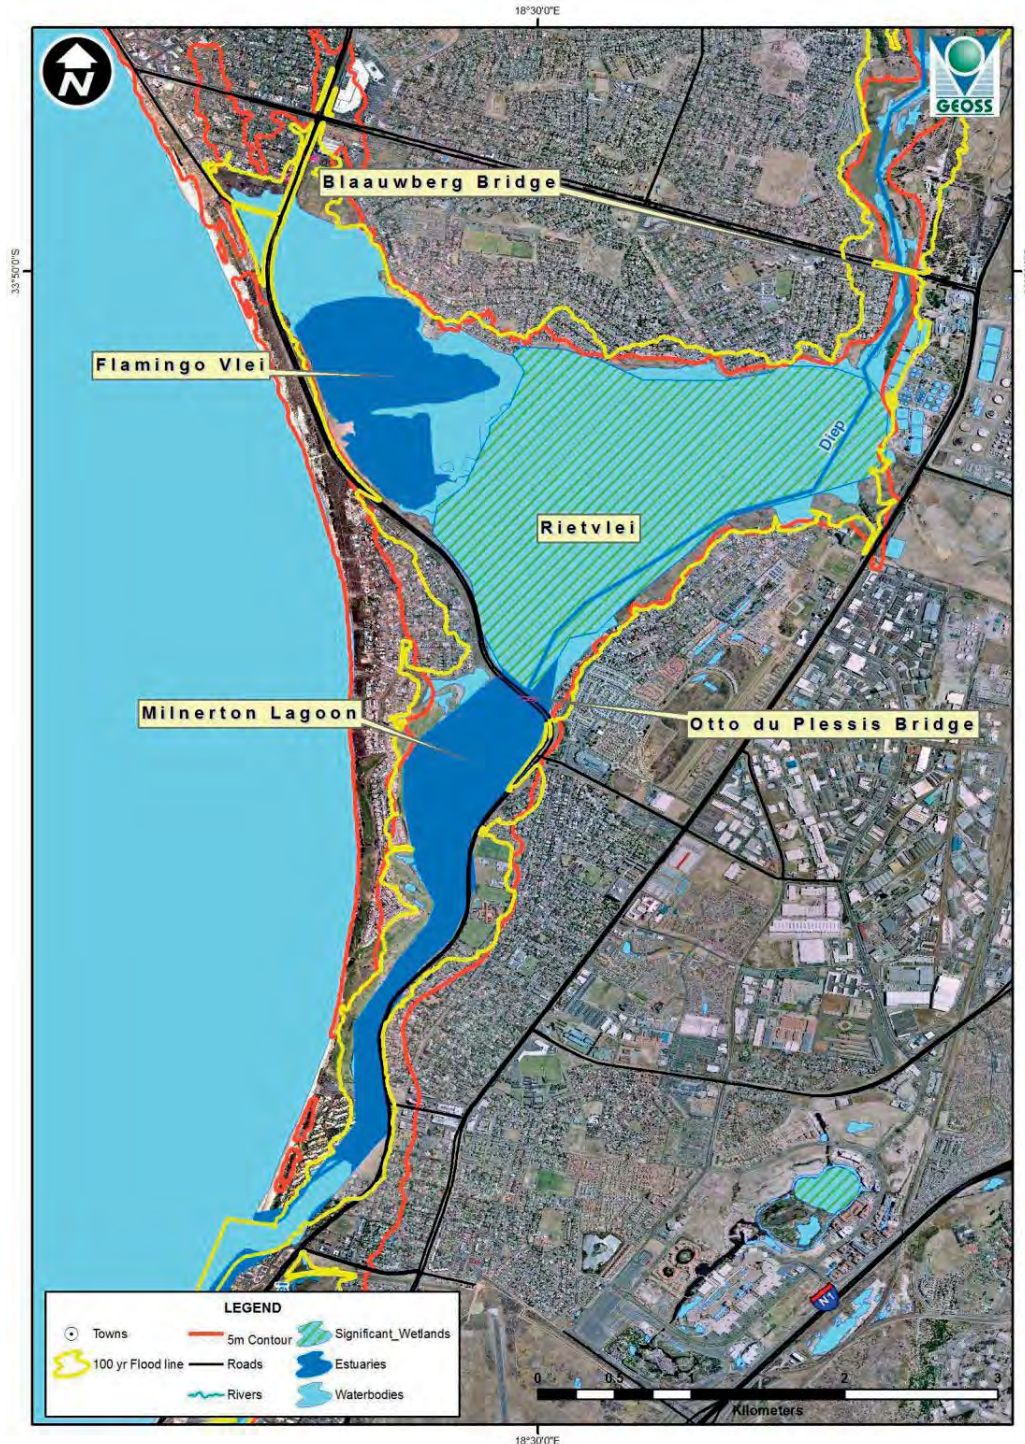 18°30'0"E
N
GEOSS
Blaauwberg Bridge
33°50'0"S
Flamingo Vlei
Diep
Rietvlei
Milnerton Lagoon
Otto du Plessis Bridge
N1
LEGEND
Towns
5m Contour
Significant_Wetlands
100 yr Flood line
Roads
Estuaries
Rivers
Waterbodies
0 0.5 1 2 3
Kilometers
18°30'0"E